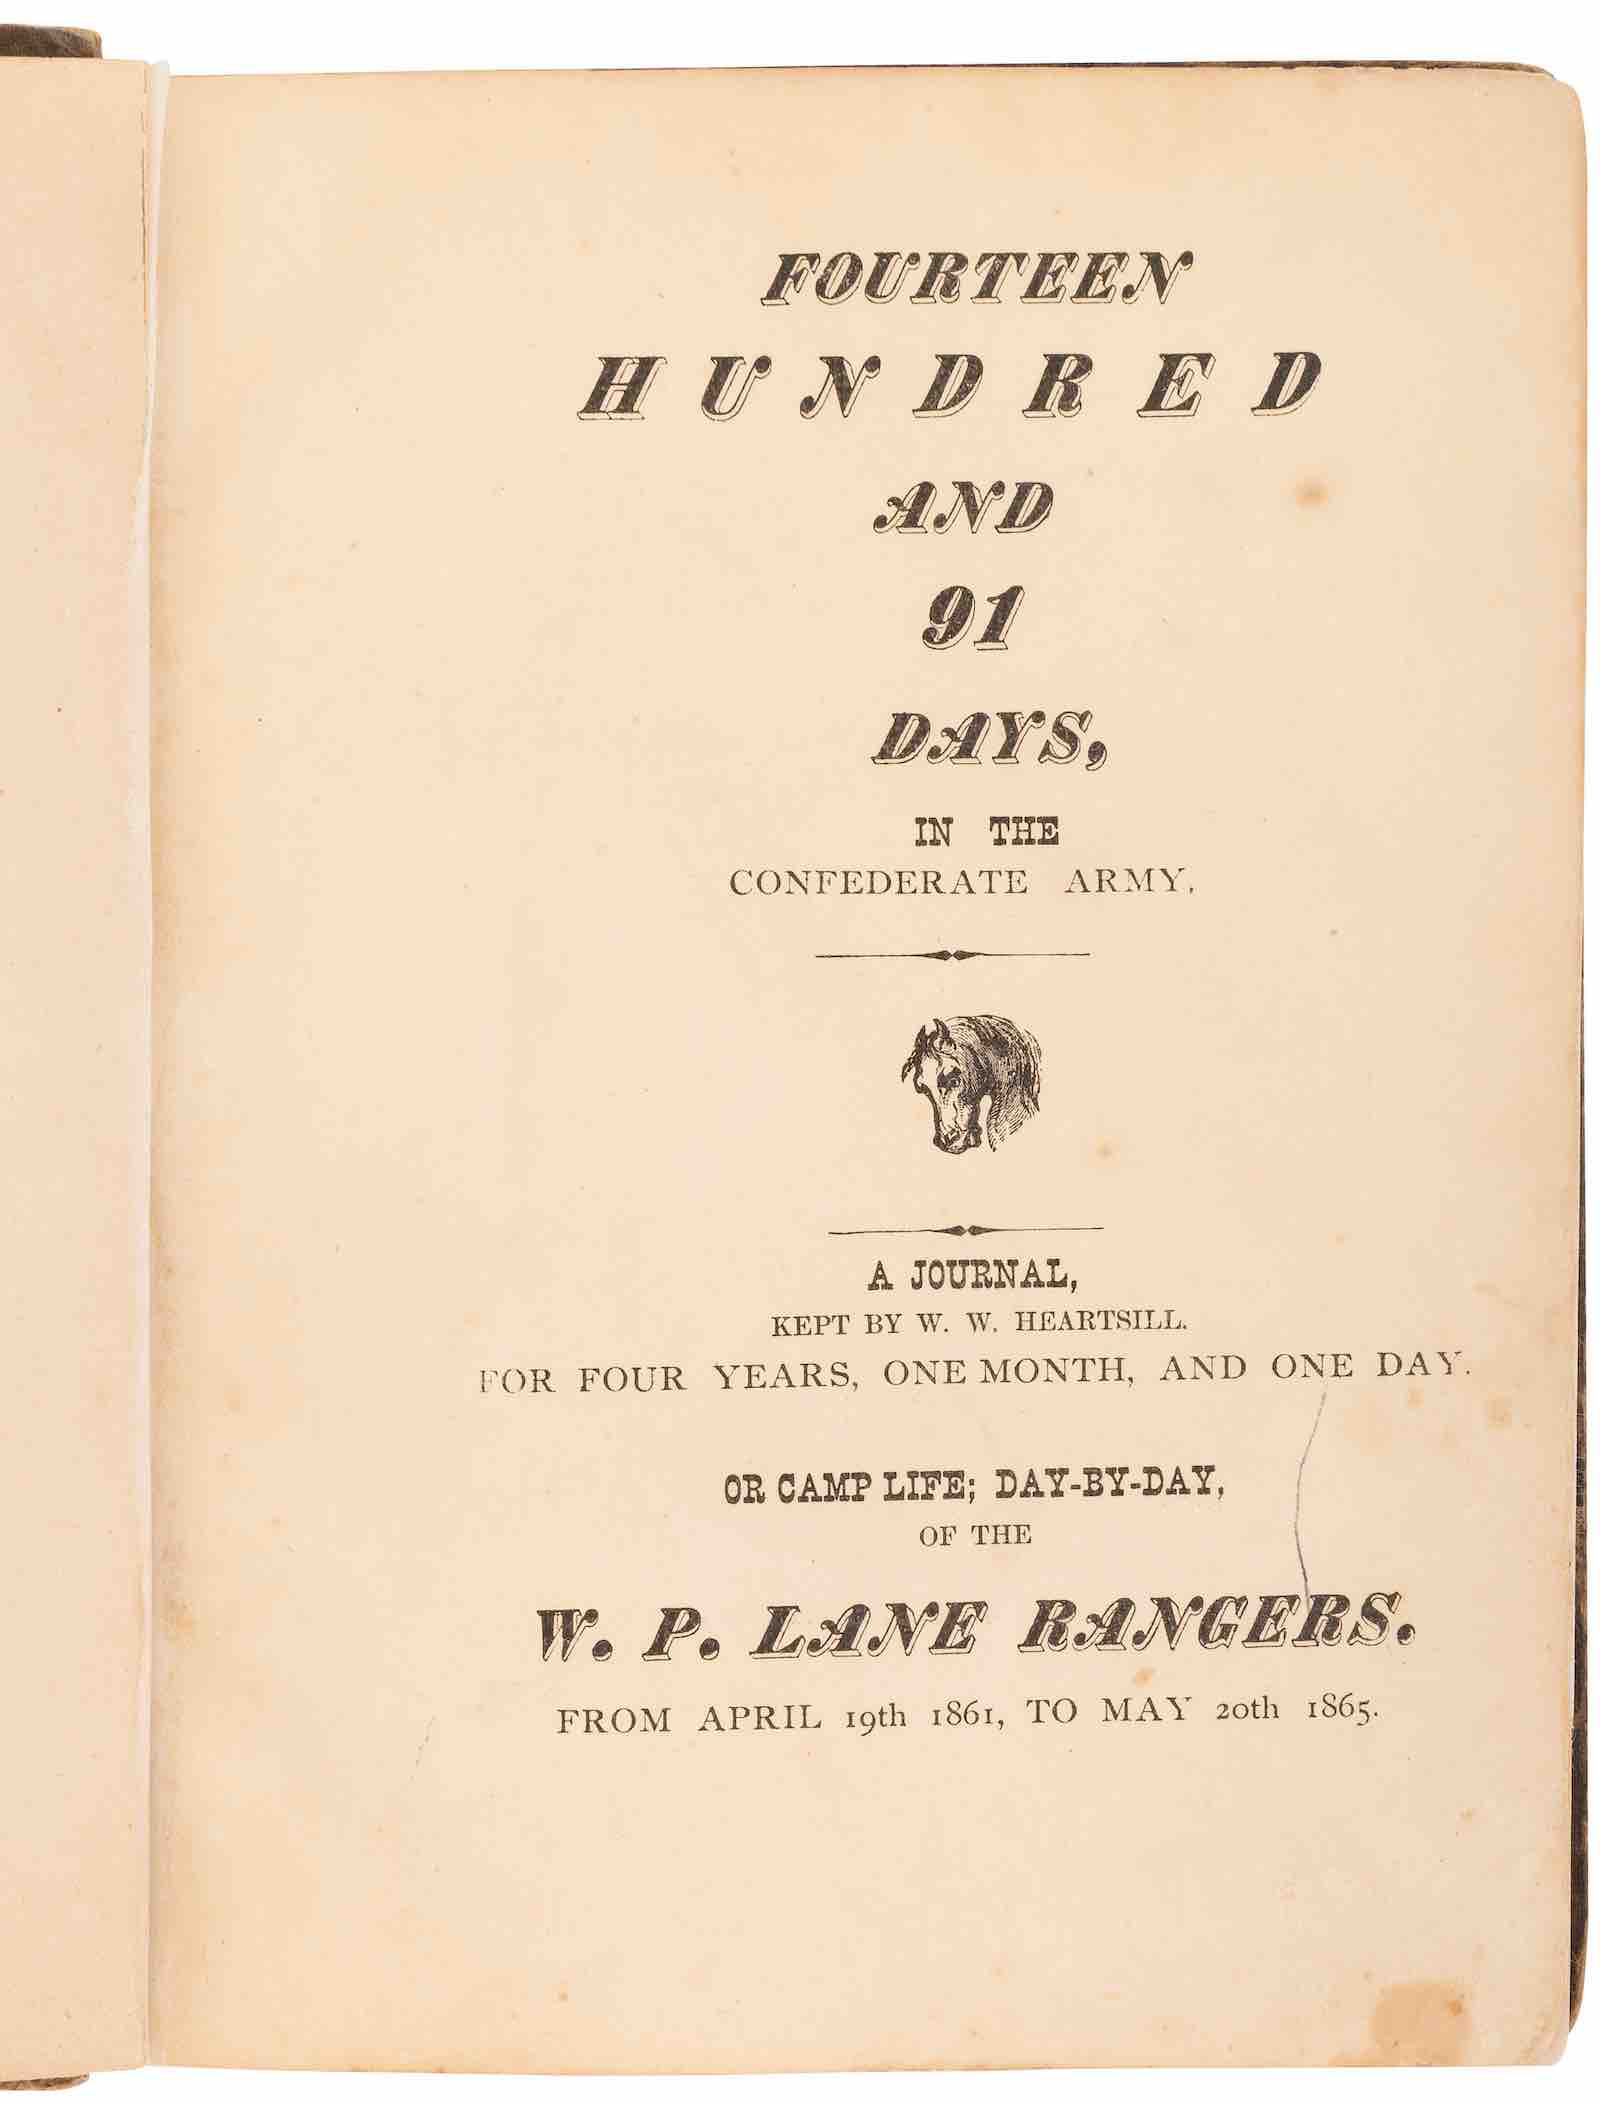 FOURTEEN
HUNDRED
AND
91
DAYS,
IN THE
CONFEDERATE ARMY.
A JOURNAL,
KEPT BY W. W. HEARTSILL.
FOR FOUR YEARS, ONE MONTH, AND ONE DAY.
OR CAMP LIFE; DAY-BY-DAY,
OF THE
W. P. LANE RANGERS.
FROM APRIL 19th 1861, TO MAY 20th 1865.